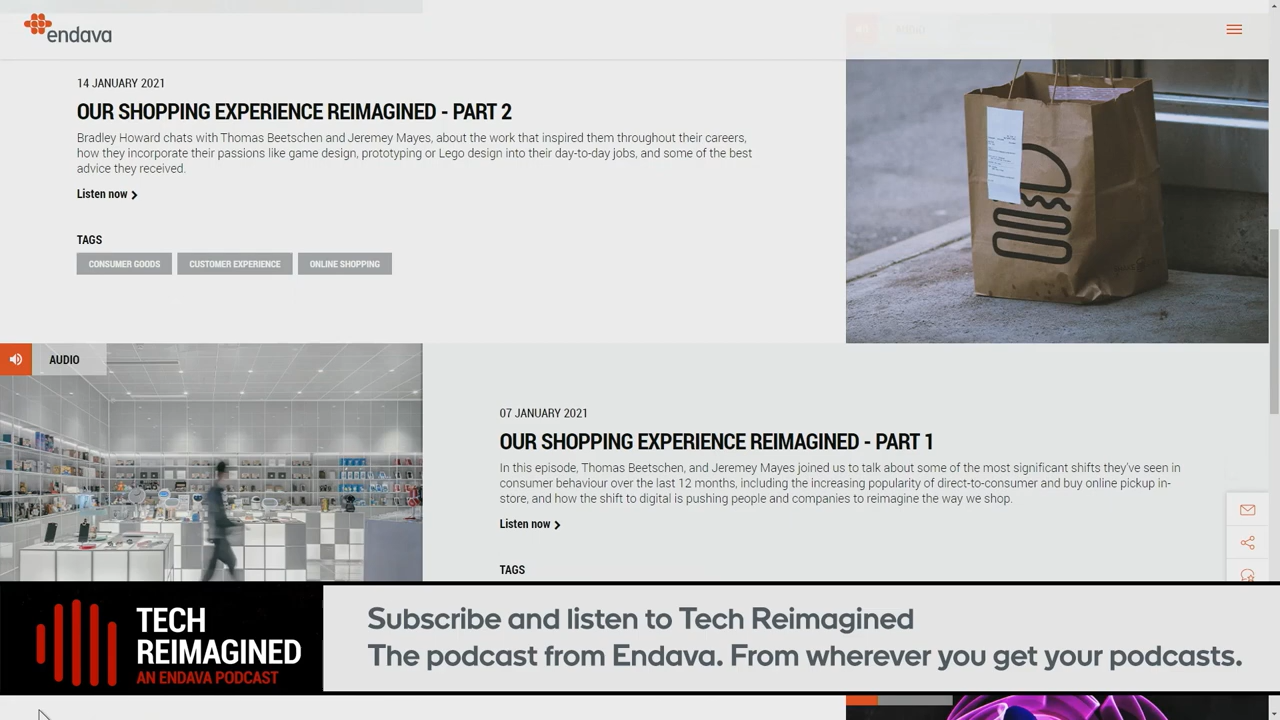 endava
14 JANUARY 2021
OUR SHOPPING EXPERIENCE REIMAGINED - PART 2
Bradley Howard chats with Thomas Beetschen and Jeremey Mayes, about the work that inspired them throughout their careers,
how they incorporate their passions like game design, prototyping or Lego design into their day-to-day jobs, and some of the best
advice they received.
Listen now
TAGS
CONSUMER GOODS
CUSTOMER EXPERIENCE
ONLINE SHOPPING
AUDIO
AUDIO
07 JANUARY 2021
OUR SHOPPING EXPERIENCE REIMAGINED - PART 1
In this episode, Thomas Beetschen, and Jeremey Mayes joined us to talk about some of the most significant shifts they've seen in
consumer behaviour over the last 12 months, including the increasing popularity of direct-to-consumer and buy online pickup in-
store, and how the shift to digital is pushing people and companies to reimagine the way we shop.
Listen now
TAGS
TECH
REIMAGINED
AN ENDAVA PODCAST
Subscribe and listen to Tech Reimagined
The podcast from Endava. From wherever you get your podcasts.